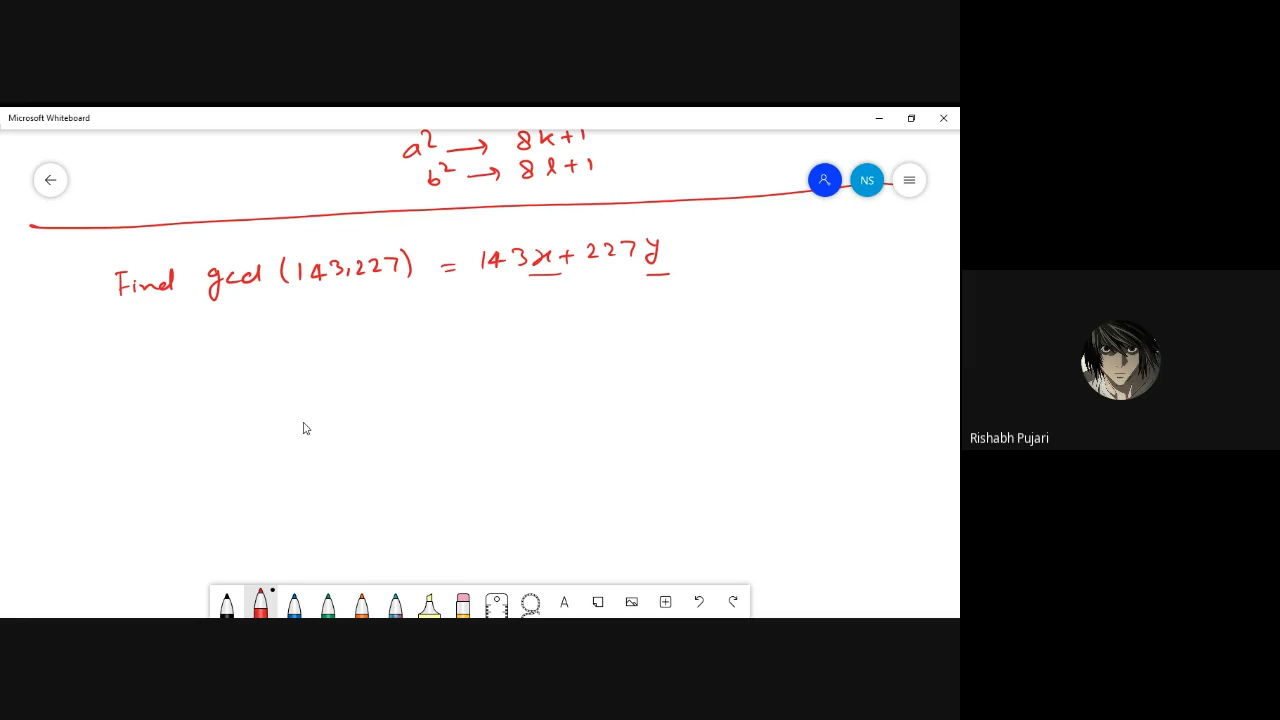 Microsoft Whiteboard
a² → 8k+1
b² → 8l+1
NS
Find gcd (143,227) = 143x + 227y
Rishabh Pujari
A